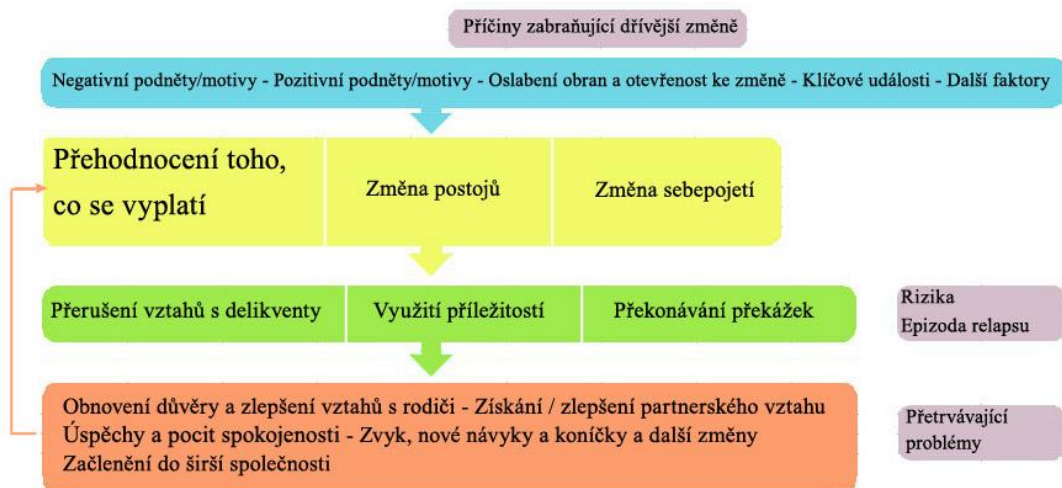 Příčiny zabraňující dřívější změně
Negativní podněty/motivy - Pozitivní podněty/motivy - Oslabení obran a otevřenost ke změně - Klíčové události - Další faktory
Přehodnocení toho,
co se vyplatí
Změna postojů
Změna sebepojetí
Přerušení vztahů s delikventy
Využití příležitostí
Překonávání překážek
Rizika
Epizoda relapsu
Obnovení důvěry a zlepšení vztahů s rodiči - Získání / zlepšení partnerského vztahu
Úspěchy a pocit spokojenosti - Zvyk, nové návyky a koníčky a další změny
Začlenění do širší společnosti
Přetrvávající
problémy